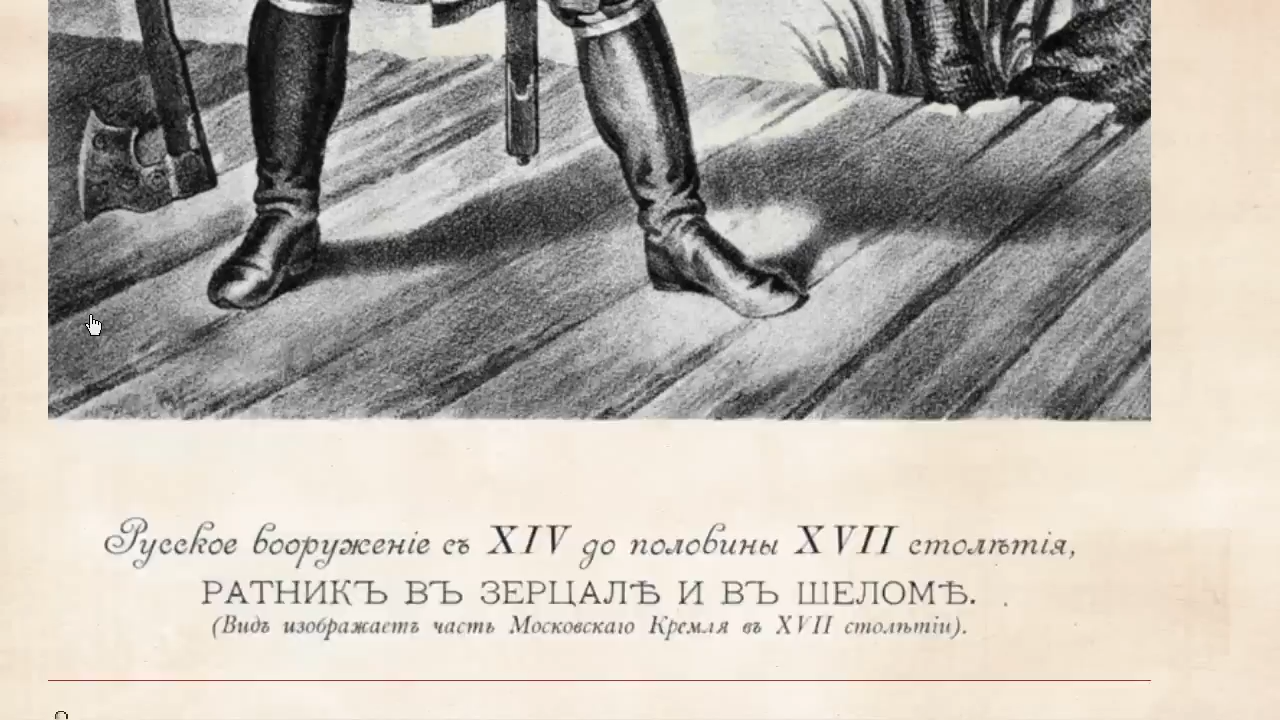 Русское вооруженіе съ XIV до половины XVII столѣтія,
РАТНИКЪ ВЪ ЗЕРЦАЛѢ И ВЪ ШЕЛОМѢ.
(Видъ изображаетъ часть Московскаго Кремля въ XVII столѣтіи).